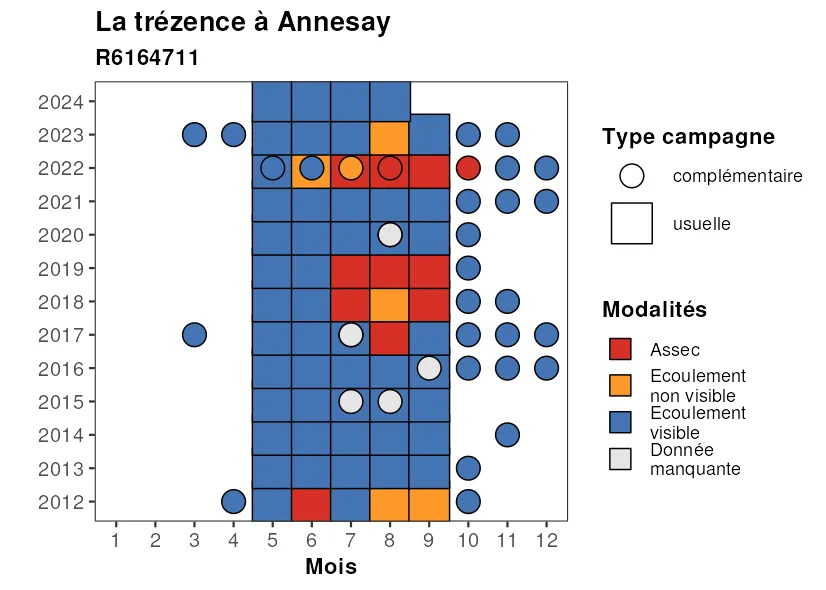 La trézence à Annesay
R6164711
2024
2023
2022
2021
2020
2019
2018
2017
2016
2015
2014
2013
2012
1 2 3 4 5 6 7 8 9 10 11 12
Mois
Type campagne
complémentaire
usuelle
Modalités
Assec
Ecoulement
non visible
Ecoulement
visible
Donnée
manquante